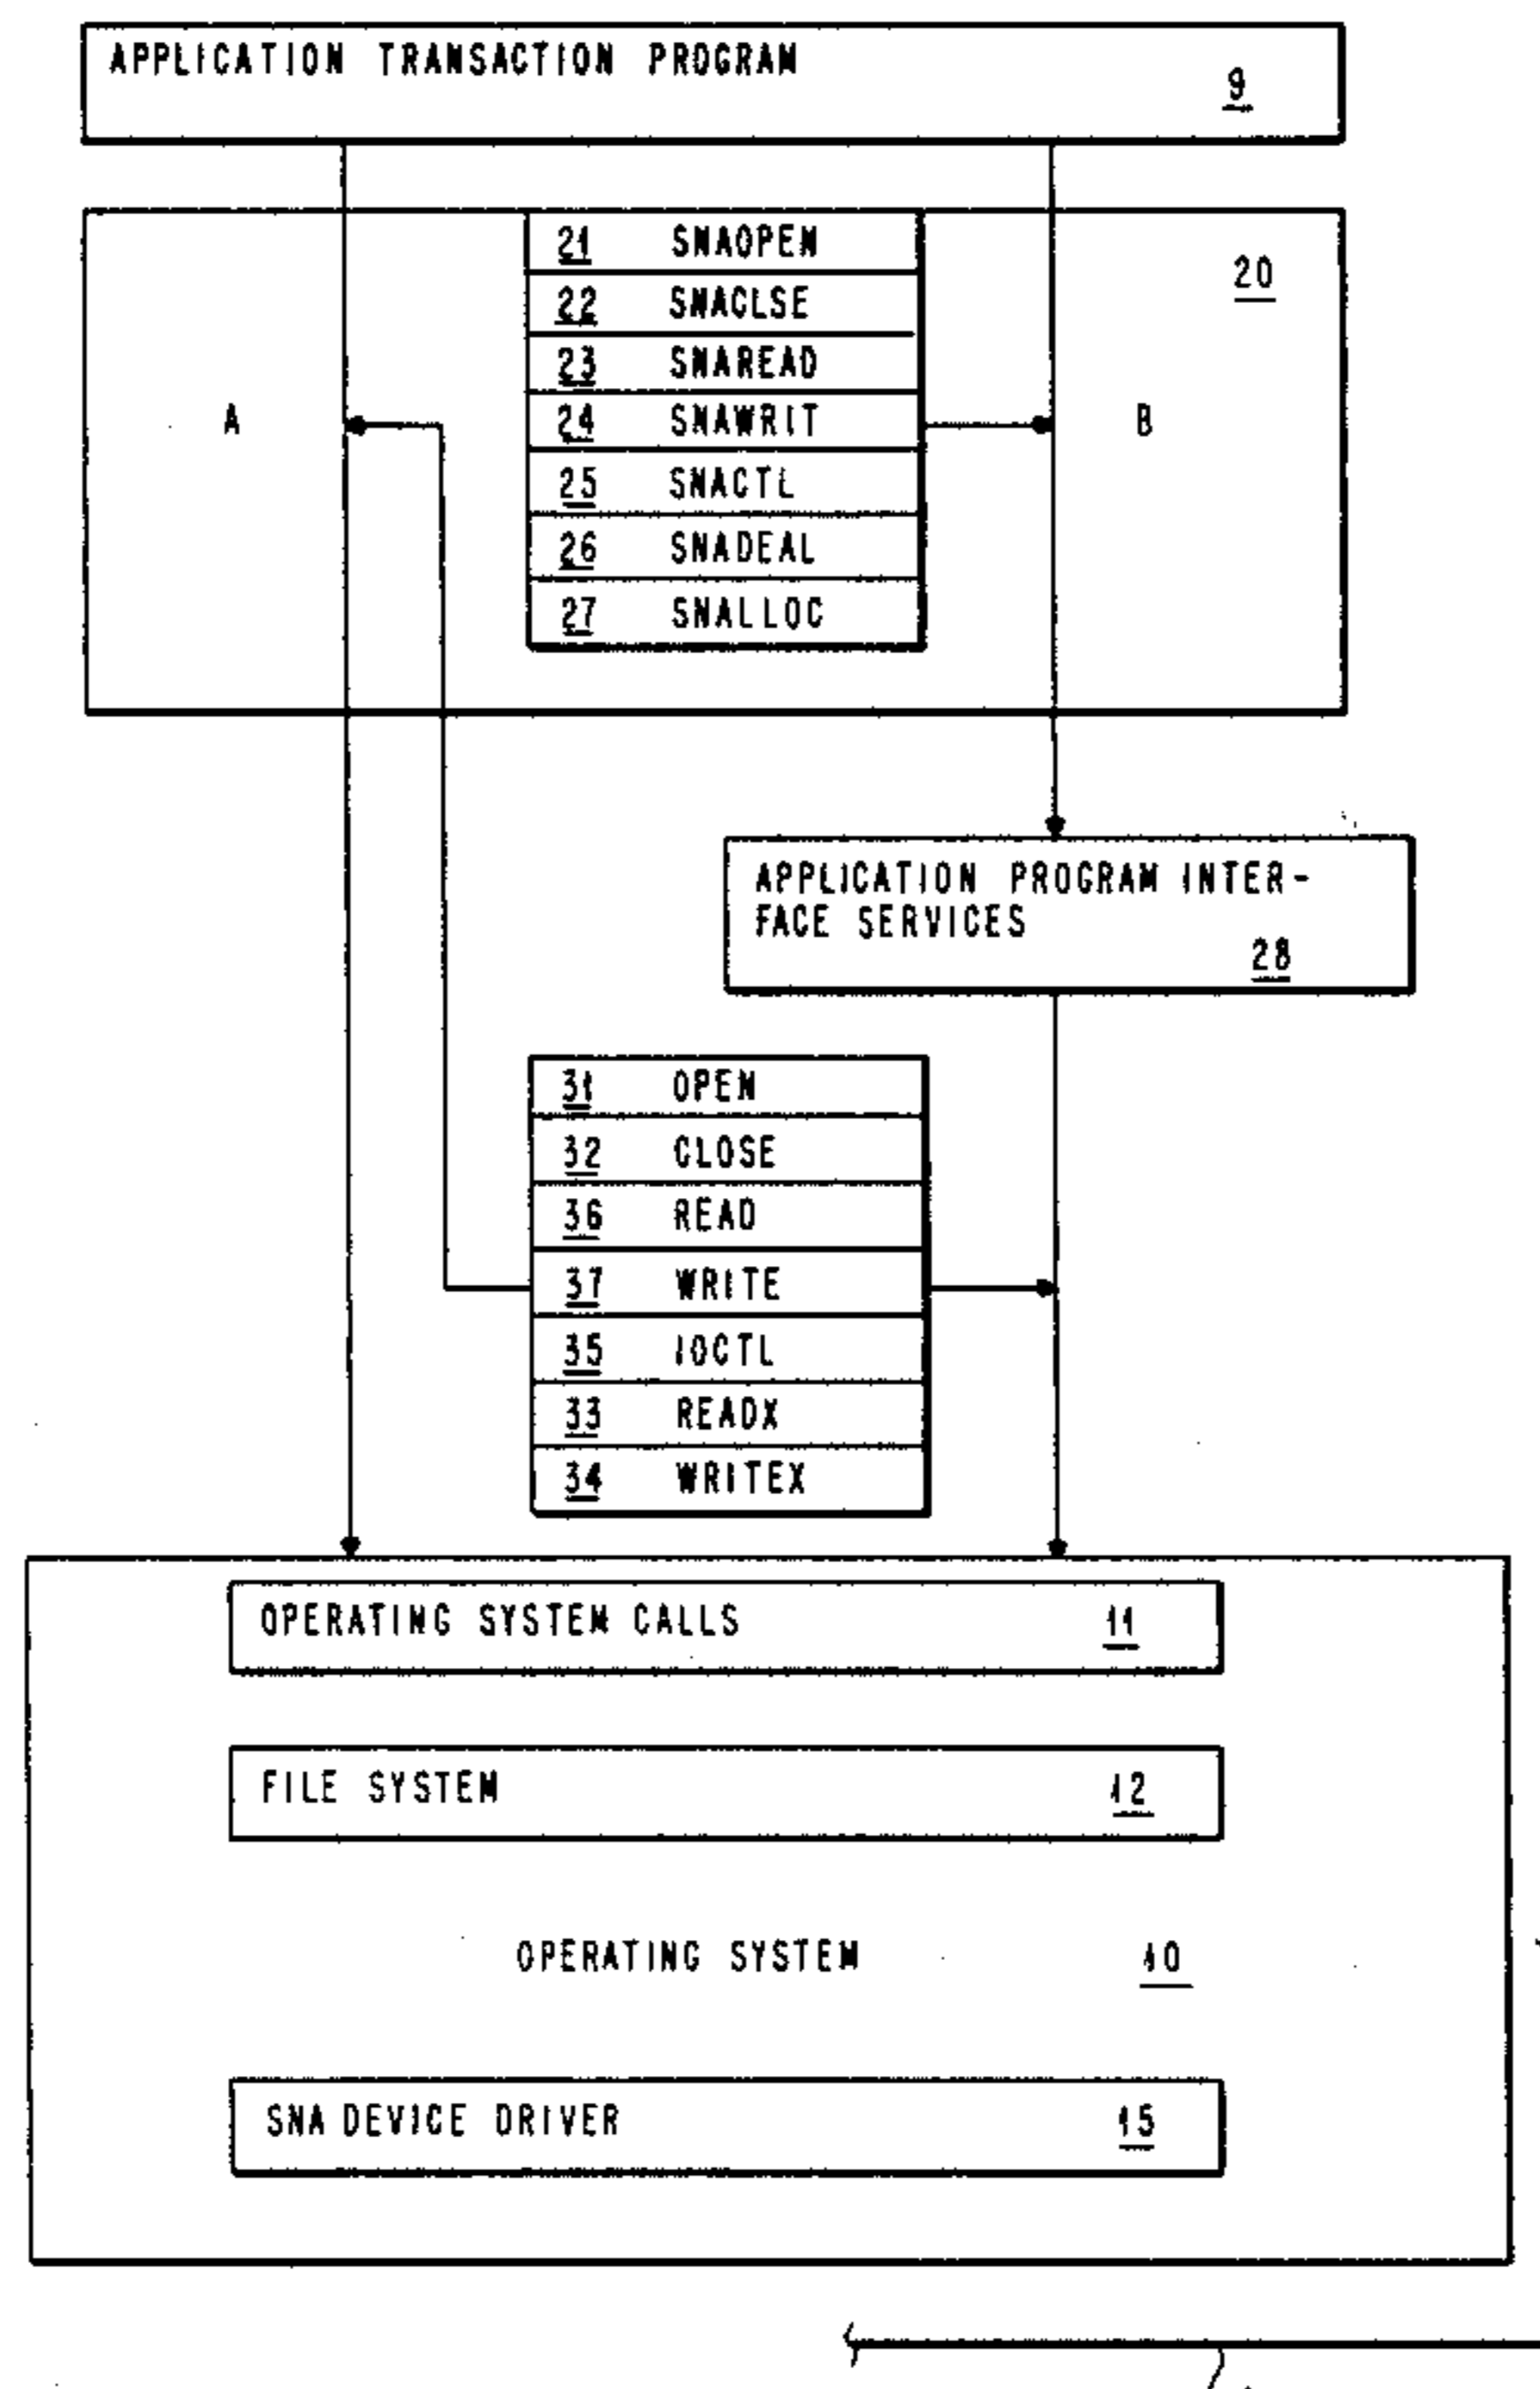 APPLICATION TRANSACTION PROGRAM
9
21 SNAOPEN
20
22 SNACLSE
23 SNAREAD
A
24 SNAWRIT
B
25 SNACTL
26 SNADEAL
27 SNALLOC
APPLICATION PROGRAM INTER-
FACE SERVICES
28
31 OPEN
32 CLOSE
36 READ
37 WRITE
35 IOCTL
33 READX
34 WRITEX
OPERATING SYSTEM CALLS 11
FILE SYSTEM 12
OPERATING SYSTEM 10
SNA DEVICE DRIVER 15